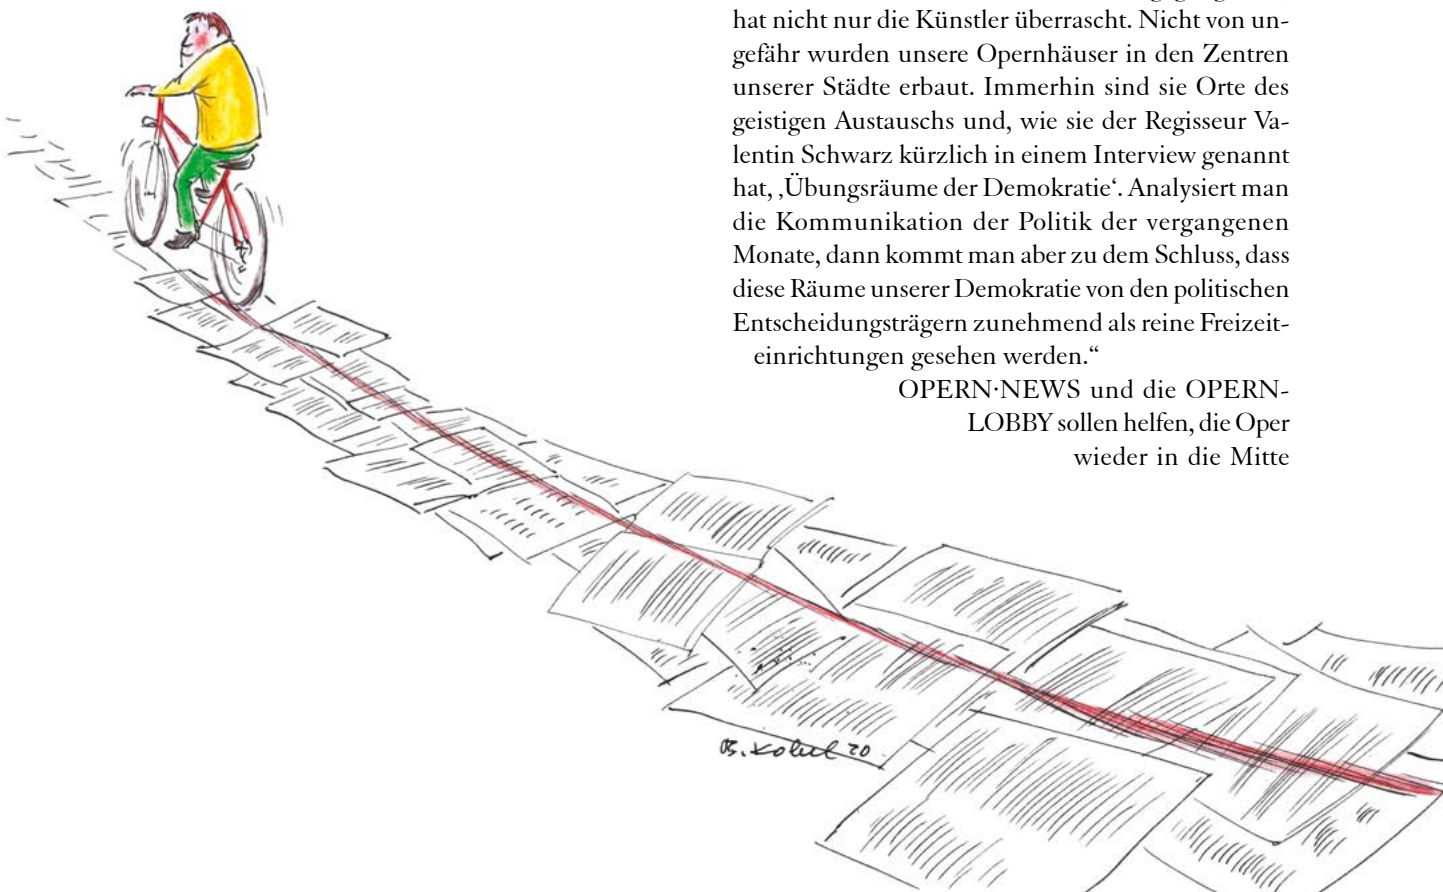 hat nicht nur die Künstler überrascht. Nicht von un-
gefähr wurden unsere Opernhäuser in den Zentren
unserer Städte erbaut. Immerhin sind sie Orte des
geistigen Austauschs und, wie sie der Regisseur Va-
lentin Schwarz kürzlich in einem Interview genannt
hat, ‚Übungsräume der Demokratie‘. Analysiert man
die Kommunikation der Politik der vergangenen
Monate, dann kommt man aber zu dem Schluss, dass
diese Räume unserer Demokratie von den politischen
Entscheidungsträgern zunehmend als reine Freizeit-
einrichtungen gesehen werden.“
OPERN·NEWS und die OPERN-
LOBBY sollen helfen, die Oper
wieder in die Mitte
20